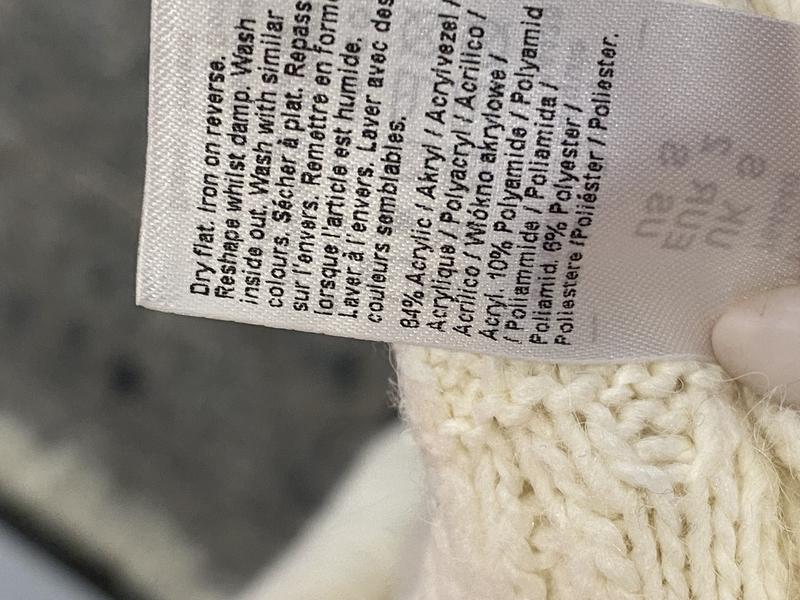 Dry flat. Iron on reverse.
Reshape whilst damp. Wash
inside out. Wash with similar
colours. Sécher à plat. Repass
sur l'envers. Remettre en forme
lorsque l'article est humide.
Laver à l'envers. Laver avec des
couleurs semblables.
84% Acrylic / Akryl / Acrylvezel /
Acrylique / Polyacryl / Acrilico /
Acrílico / Włókno akrylowe /
Acryl. 10% Polyamide / Polyamid
/ Poliammide / Poliamida /
Poliamid. 6% Polyester /
Poliestere /Poliéster / Poliester.